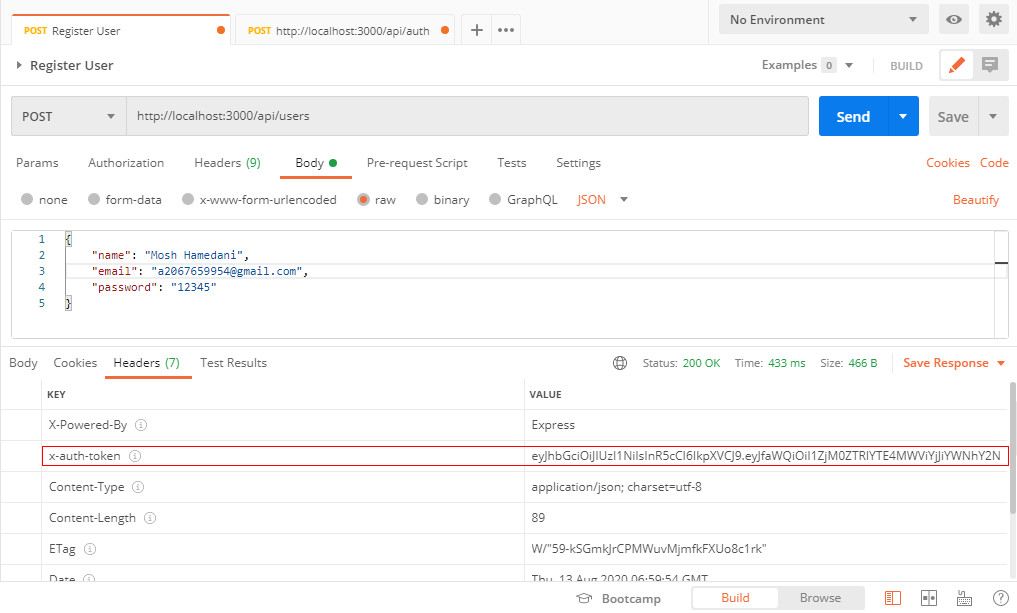 POST Register User
POST http://localhost:3000/api/auth
No Environment
Register User
Examples 0
BUILD
POST
http://localhost:3000/api/users
Send
Save
Params Authorization Headers (9) Body Pre-request Script Tests Settings
Cookies Code
none form-data x-www-form-urlencoded raw binary GraphQL JSON
Beautify
1 {
2 "name": "Mosh Hamedani",
3 "email": "a2067659954@gmail.com",
4 "password": "12345"
5 }
Body Cookies Headers (7) Test Results
Status: 200 OK Time: 433 ms Size: 466 B
Save Response
KEY VALUE
X-Powered-By Express
x-auth-token eyJhbGciOiJIUzI1NiIsInR5cCI6IkpXVCJ9.eyJfaWQiOiI1ZjM0ZTRlYTE4MWViYjJiYWNhY2N
Content-Type application/json; charset=utf-8
Content-Length 89
ETag W/"59-kSGmkJrCPMWuvMjmfkFXUo8c1rk"
Date Thu, 13 Aug 2020 06:59:54 GMT
Bootcamp
Build
Browse